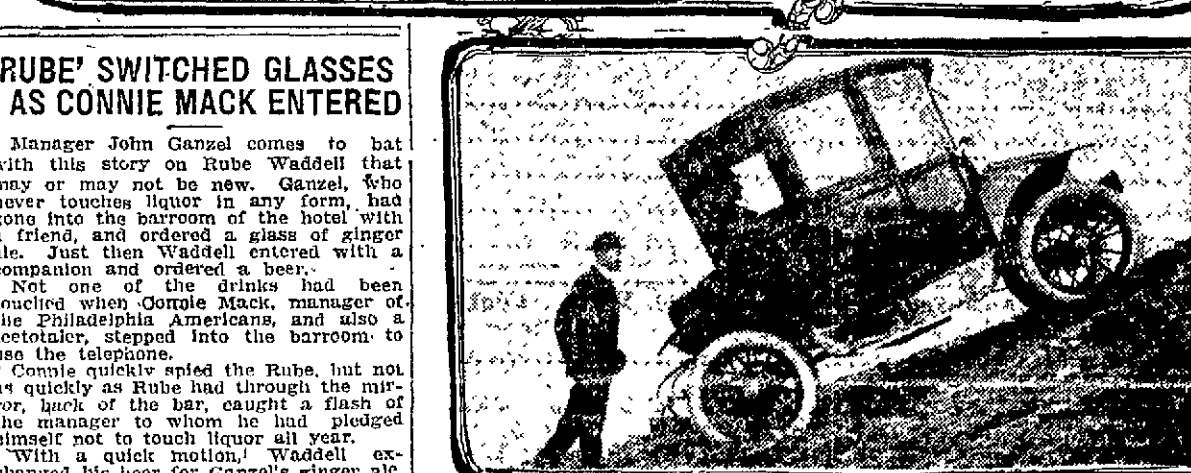 RUBE' SWITCHED GLASSES
AS CONNIE MACK ENTERED
Manager John Ganzel comes to bat
with this story on Rube Waddell that
may or may not be new. Ganzel, who
never touches liquor in any form, had
gone into the barroom of the hotel with
a friend, and ordered a glass of ginger
ale. Just then Waddell entered with a
companion and ordered a beer.
Not one of the drinks had been
touched when Connie Mack, manager of
the Philadelphia Americans, and also a
teetotaler, stepped into the barroom to
use the telephone.
Connie quickly spied the Rube, but not
as quickly as Rube had through the mir-
ror, back of the bar, caught a flash of
the manager to whom he had pledged
himself not to touch liquor all year.
With a quick motion, Waddell ex-
changed his beer for Ganzel's ginger ale,